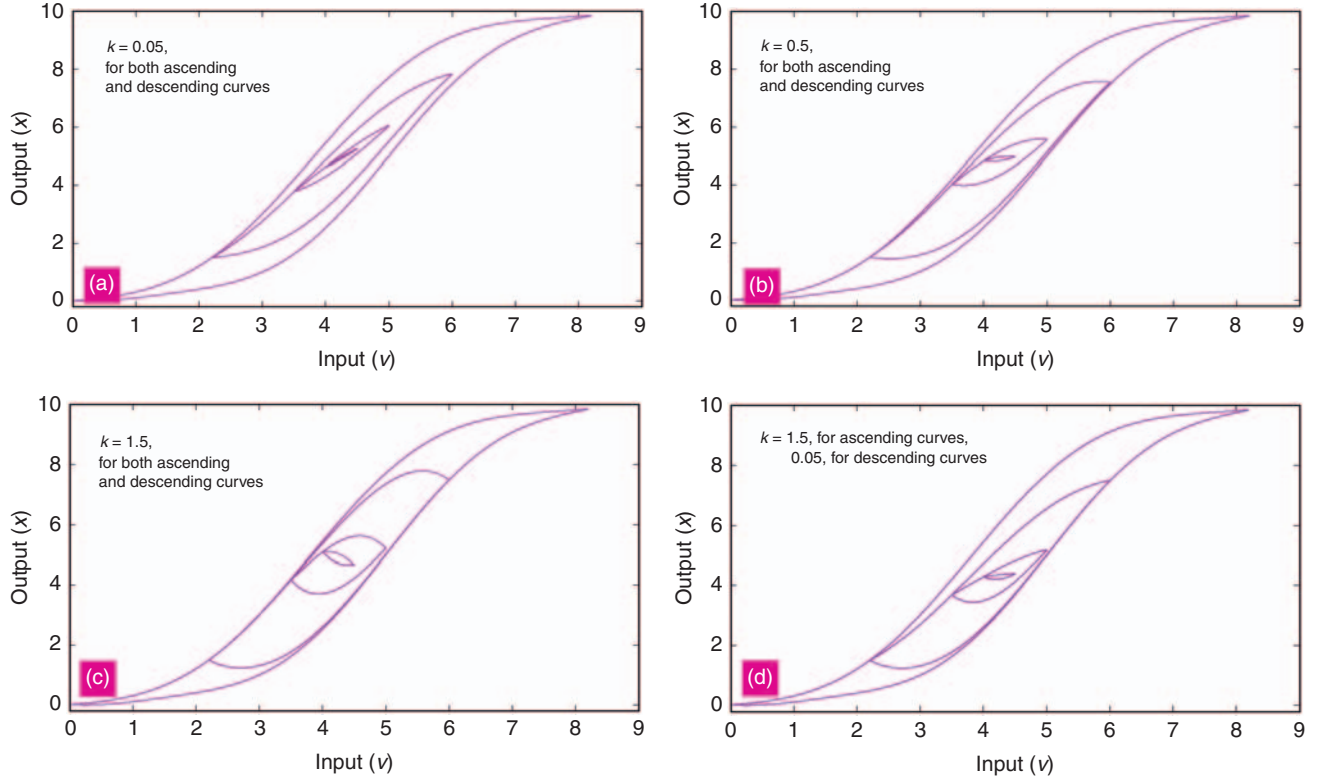 10
8
6
4
2
0
Output (x)
k = 0.05,
for both ascending
and descending curves
(a)
0 1 2 3 4 5 6 7 8 9
Input (v)
10
8
6
4
2
0
Output (x)
k = 0.5,
for both ascending
and descending curves
(b)
0 1 2 3 4 5 6 7 8 9
Input (v)
10
8
6
4
2
0
Output (x)
k = 1.5,
for both ascending
and descending curves
(c)
0 1 2 3 4 5 6 7 8 9
Input (v)
10
8
6
4
2
0
Output (x)
k = 1.5, for ascending curves,
0.05, for descending curves
(d)
0 1 2 3 4 5 6 7 8 9
Input (v)